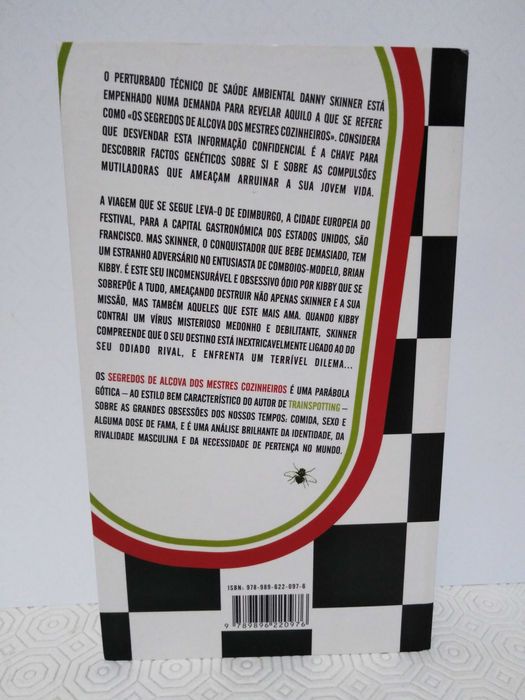 O PERTURBADO TÉCNICO DE SAÚDE AMBIENTAL DANNY SKINNER ESTÁ
EMPENHADO NUMA DEMANDA PARA REVELAR AQUILO A QUE SE REFERE
COMO «OS SEGREDOS DE ALCOVA DOS MESTRES COZINHEIROS». CONSIDERA
QUE DESVENDAR ESTA INFORMAÇÃO CONFIDENCIAL É A CHAVE PARA
DESCOBRIR FACTOS GENÉTICOS SOBRE SI E SOBRE AS COMPULSÕES
MUTILADORAS QUE AMEAÇAM ARRUINAR A SUA JOVEM VIDA.
A VIAGEM QUE SE SEGUE LEVA-O DE EDIMBURGO, A CIDADE EUROPEIA DO
FESTIVAL, PARA A CAPITAL GASTRONÓMICA DOS ESTADOS UNIDOS, SÃO
FRANCISCO. MAS SKINNER, O CONQUISTADOR QUE BEBE DEMASIADO, TEM
UM ESTRANHO ADVERSÁRIO NO ENTUSIASTA DE COMBOIOS-MODELO, BRIAN
KIBBY. É ESTE SEU INCOMENSURÁVEL E OBSESSIVO ÓDIO POR KIBBY QUE SE
SOBREPÕE A TUDO, AMEAÇANDO DESTRUIR NÃO APENAS SKINNER E A SUA
MISSÃO, MAS TAMBÉM AQUELES QUE ESTE MAIS AMA. QUANDO KIBBY
CONTRAI UM VÍRUS MISTERIOSO MEDONHO E DEBILITANTE, SKINNER
COMPREENDE QUE O SEU DESTINO ESTÁ INEXTRICAVELMENTE LIGADO AO DO
SEU ODIADO RIVAL, E ENFRENTA UM TERRÍVEL DILEMA...
OS SEGREDOS DE ALCOVA DOS MESTRES COZINHEIROS É UMA PARÁBOLA
GÓTICA – AO ESTILO BEM CARACTERÍSTICO DO AUTOR DE TRAINSPOTTING –
SOBRE AS GRANDES OBSESSÕES DOS NOSSOS TEMPOS: COMIDA, SEXO E
ALGUMA DOSE DE FAMA, E É UMA ANÁLISE BRILHANTE DA IDENTIDADE, DA
RIVALIDADE MASCULINA E DA NECESSIDADE DE PERTENÇA NO MUNDO.
ISBN: 978-989-622-097-6
9 789896 220976